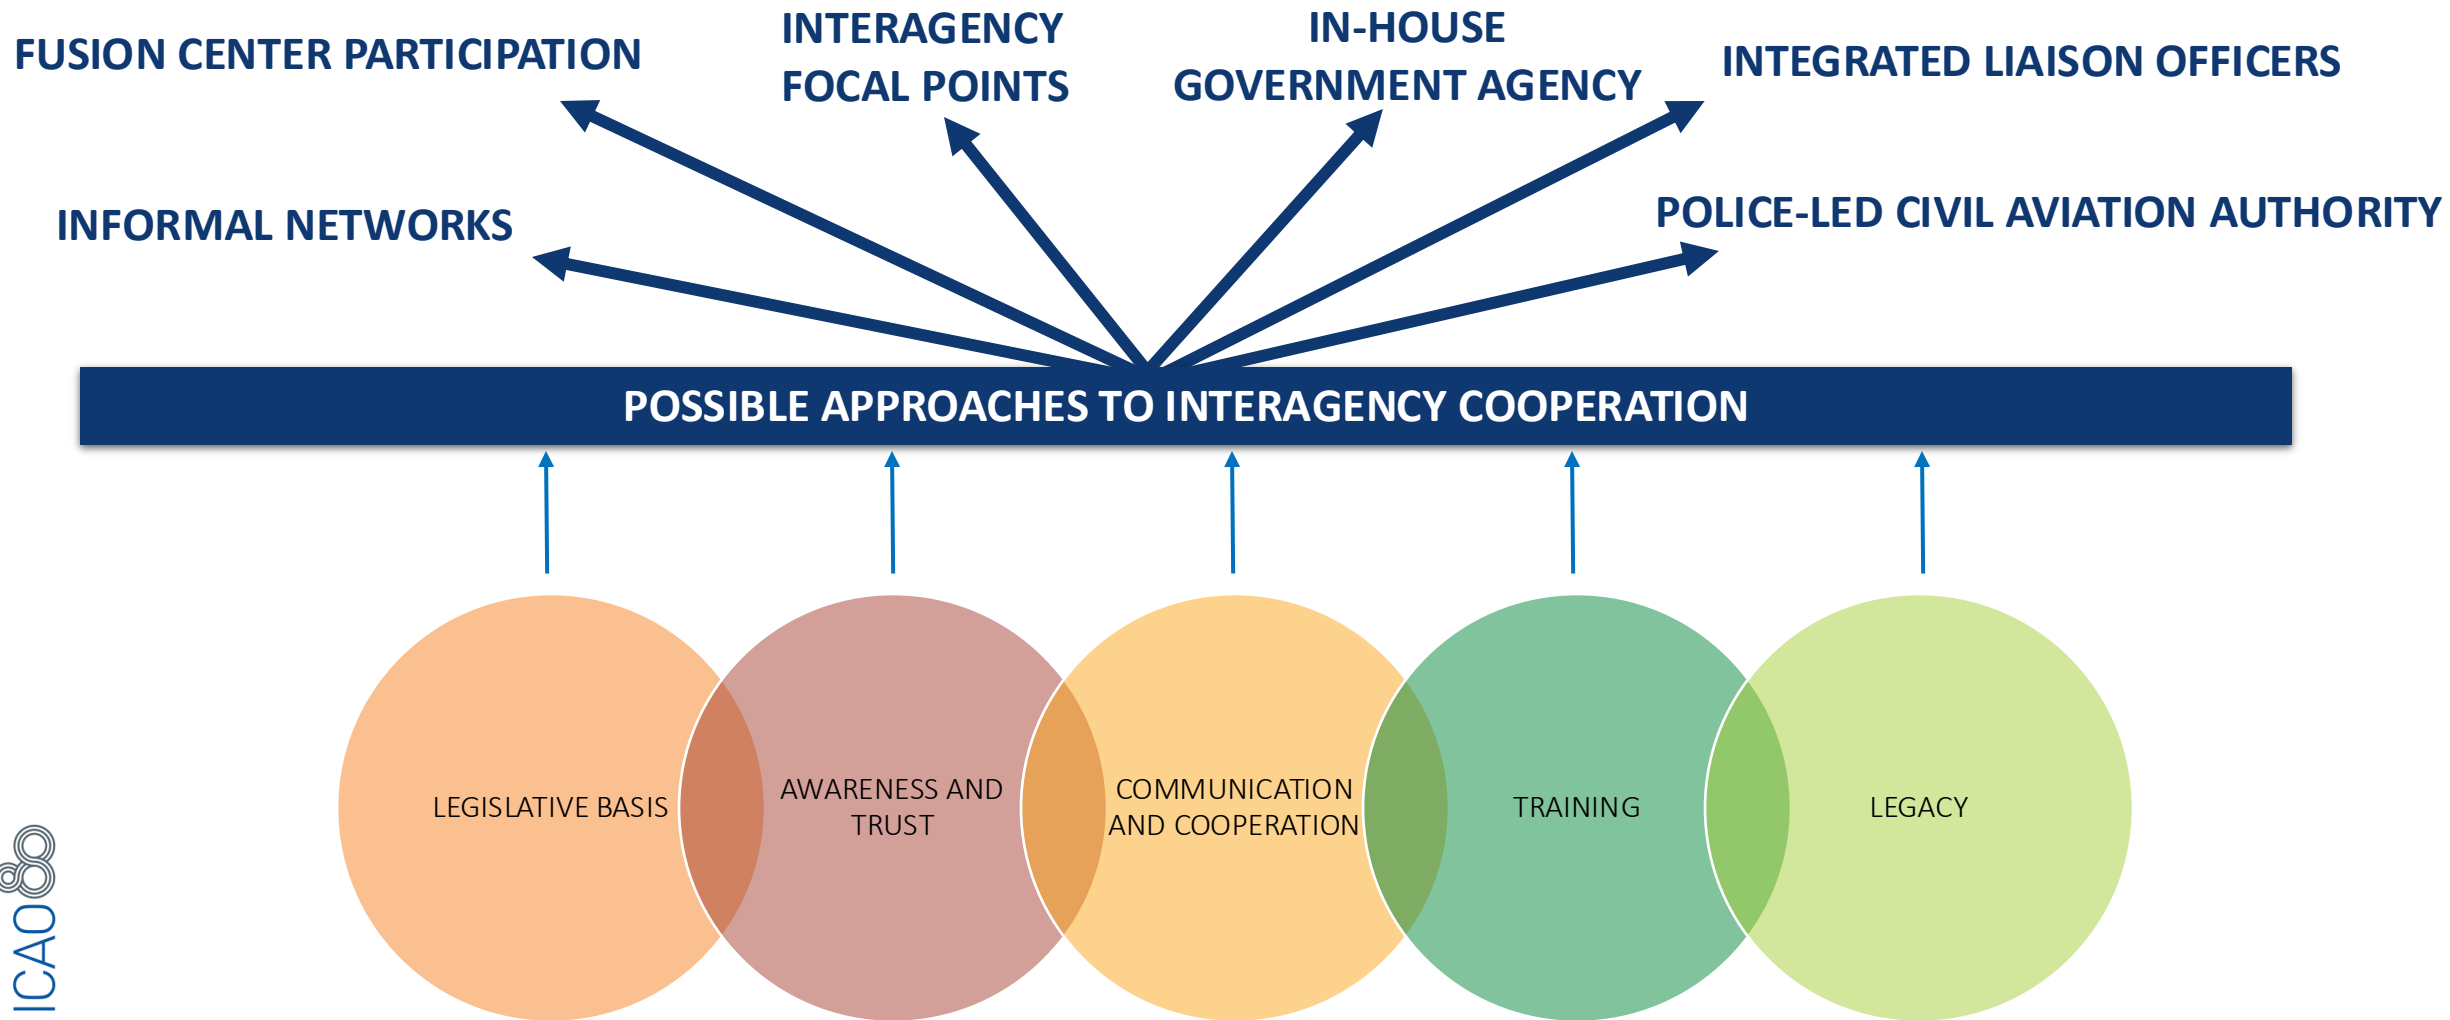 FUSION CENTER PARTICIPATION
INTERAGENCY
FOCAL POINTS
IN-HOUSE
GOVERNMENT AGENCY
INTEGRATED LIAISON OFFICERS
INFORMAL NETWORKS
POLICE-LED CIVIL AVIATION AUTHORITY
POSSIBLE APPROACHES TO INTERAGENCY COOPERATION
LEGISLATIVE BASIS
AWARENESS AND
TRUST
COMMUNICATION
AND COOPERATION
TRAINING
LEGACY
ICAO